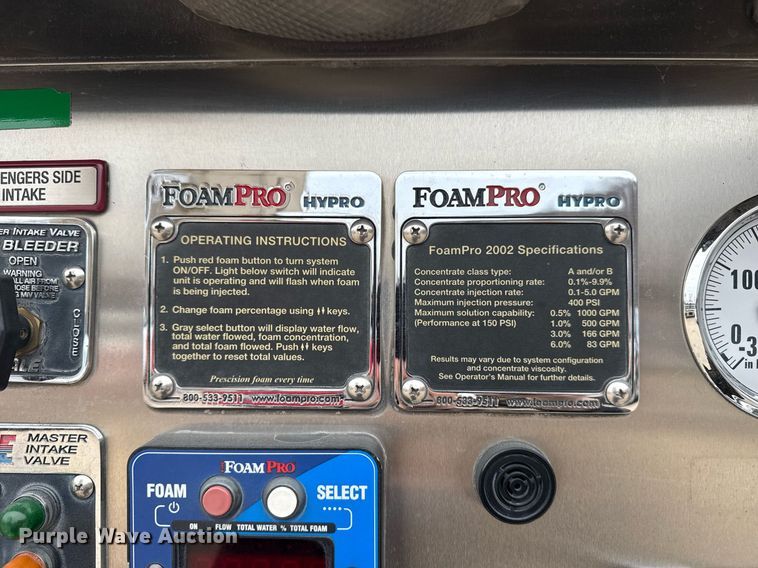 ENGERS SIDE
INTAKE
INTAKE VALVE
BLEEDER
OPEN
WARNING
CLOSE
FOAMPRO® HYPRO
OPERATING INSTRUCTIONS
1. Push red foam button to turn system
ON/OFF. Light below switch will indicate
unit is operating and will flash when foam
is being injected.
2. Change foam percentage using keys.
3. Gray select button will display water flow,
total water flowed, foam concentration,
and total foam flowed. Push keys
together to reset total values.
Prescision foam every time
800-533-9511 www.foampro.com
FOAMPRO® HYPRO
FoamPro 2002 Specifications
Concentrate class type: A and/or B
Concentrate proportioning rate: 0.1%-9.9%
Concentrate injection rate: 0.1-5.0 GPM
Maximum injection pressure: 400 PSI
Maximum solution capability: 0.5% 1000 GPM
(Performance at 150 PSI) 1.0% 500 GPM
3.0% 166 GPM
6.0% 83 GPM
Results may vary due to system configuration
and concentrate viscosity.
See Operator's Manual for further details.
800-533-9511 www.foampro.com
100
0-3
in
MASTER
INTAKE
VALVE
FOAMPRO
FOAM SELECT
ON FLOW TOTAL WATER % TOTAL FOAM
Purple Wave Auction